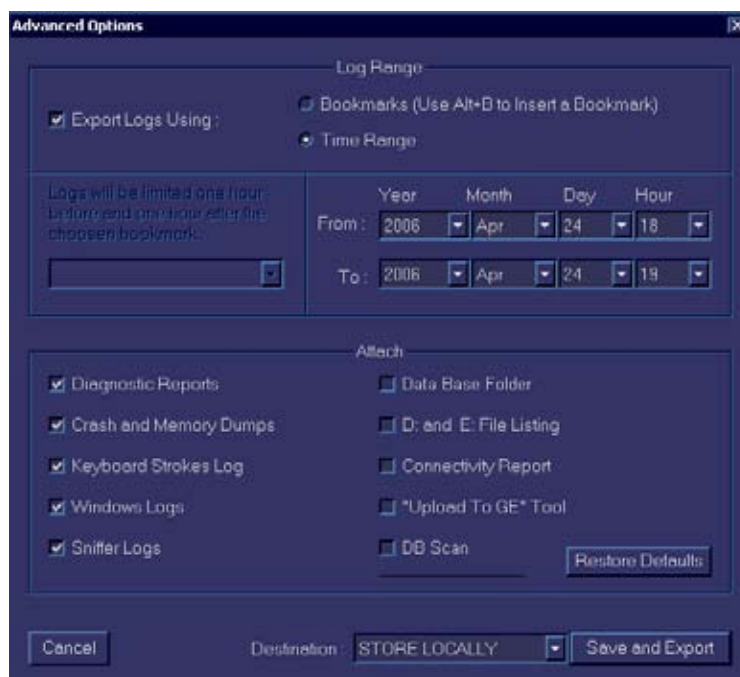 Advanced Options
Log Range
Export Logs Using :
Bookmarks (Use Alt+B to Insert a Bookmark)
Time Range
Logs will be limited one hour
before and one hour after the
choosen bookmark.
Year Month Day Hour
From : 2006 Apr 24 18
To : 2006 Apr 24 19
Attach
Diagnostic Reports
Data Base Folder
Crash and Memory Dumps
D: and E: File Listing
Keyboard Strokes Log
Connectivity Report
Windows Logs
"Upload To GE" Tool
Sniffer Logs
DB Scan
Restore Defaults
Cancel
Destination STORE LOCALLY
Save and Export